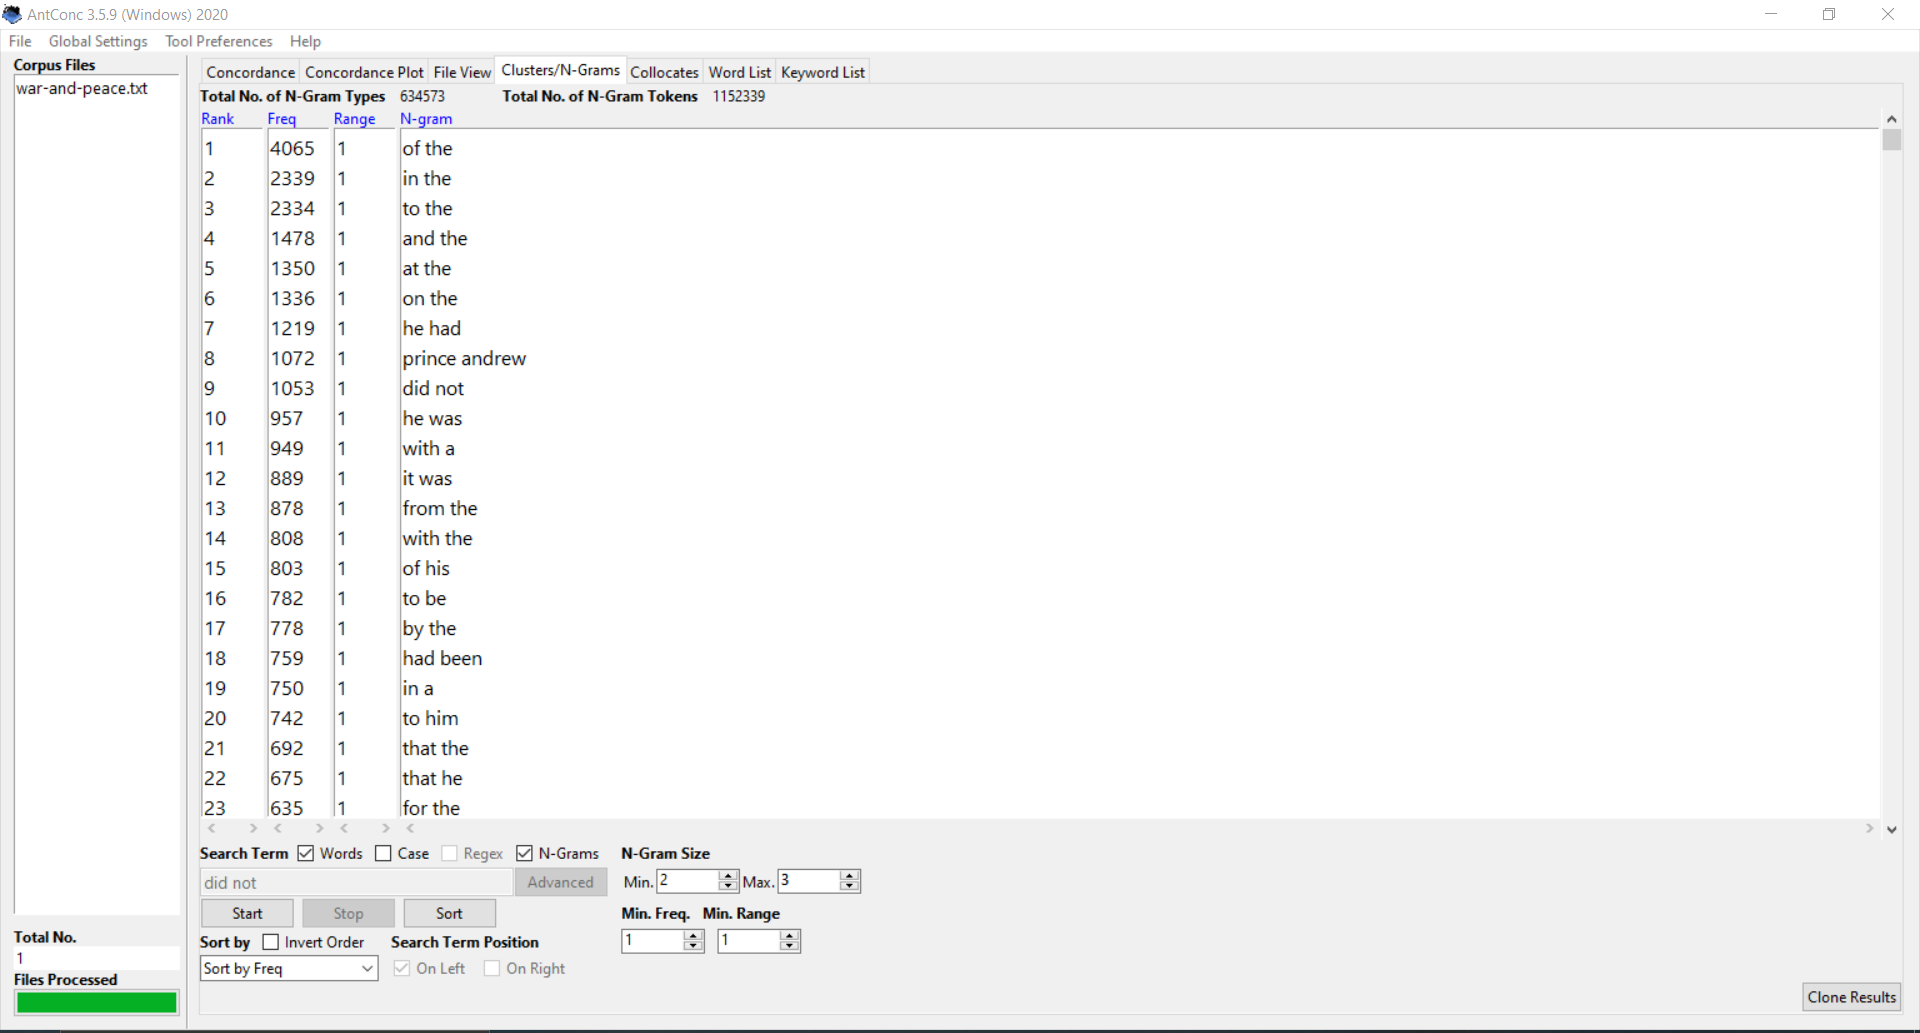 AntConc 3.5.9 (Windows) 2020
File Global Settings Tool Preferences Help
Corpus Files
war-and-peace.txt
Concordance Concordance Plot File View Clusters/N-Grams Collocates Word List Keyword List
Total No. of N-Gram Types 634573 Total No. of N-Gram Tokens 1152339
Rank Freq Range N-gram
1 4065 1 of the
2 2339 1 in the
3 2334 1 to the
4 1478 1 and the
5 1350 1 at the
6 1336 1 on the
7 1219 1 he had
8 1072 1 prince andrew
9 1053 1 did not
10 957 1 he was
11 949 1 with a
12 889 1 it was
13 878 1 from the
14 808 1 with the
15 803 1 of his
16 782 1 to be
17 778 1 by the
18 759 1 had been
19 750 1 in a
20 742 1 to him
21 692 1 that the
22 675 1 that he
23 635 1 for the
Search Term Words Case Regex N-Grams N-Gram Size
did not Advanced Min. 2 Max. 3
Start Stop Sort Min. Freq. Min. Range
1 1
Sort by Invert Order Search Term Position
Sort by Freq On Left On Right
Total No.
1
Files Processed
Clone Results